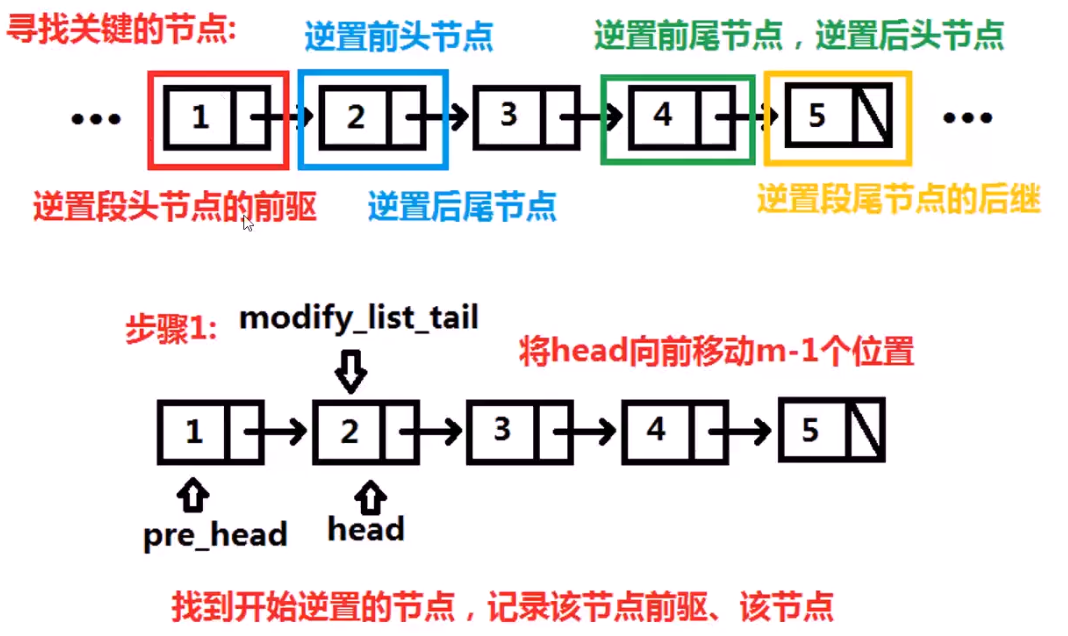 寻找关键的节点:
逆置前头节点
逆置前尾节点，逆置后头节点
... 1 2 3 4 5 ...
逆置段头节点的前驱
逆置后尾节点
逆置段尾节点的后继
步骤1:
modify_list_tail
将head向前移动m-1个位置
1 2 3 4 5
pre_head
head
找到开始逆置的节点，记录该节点前驱、该节点